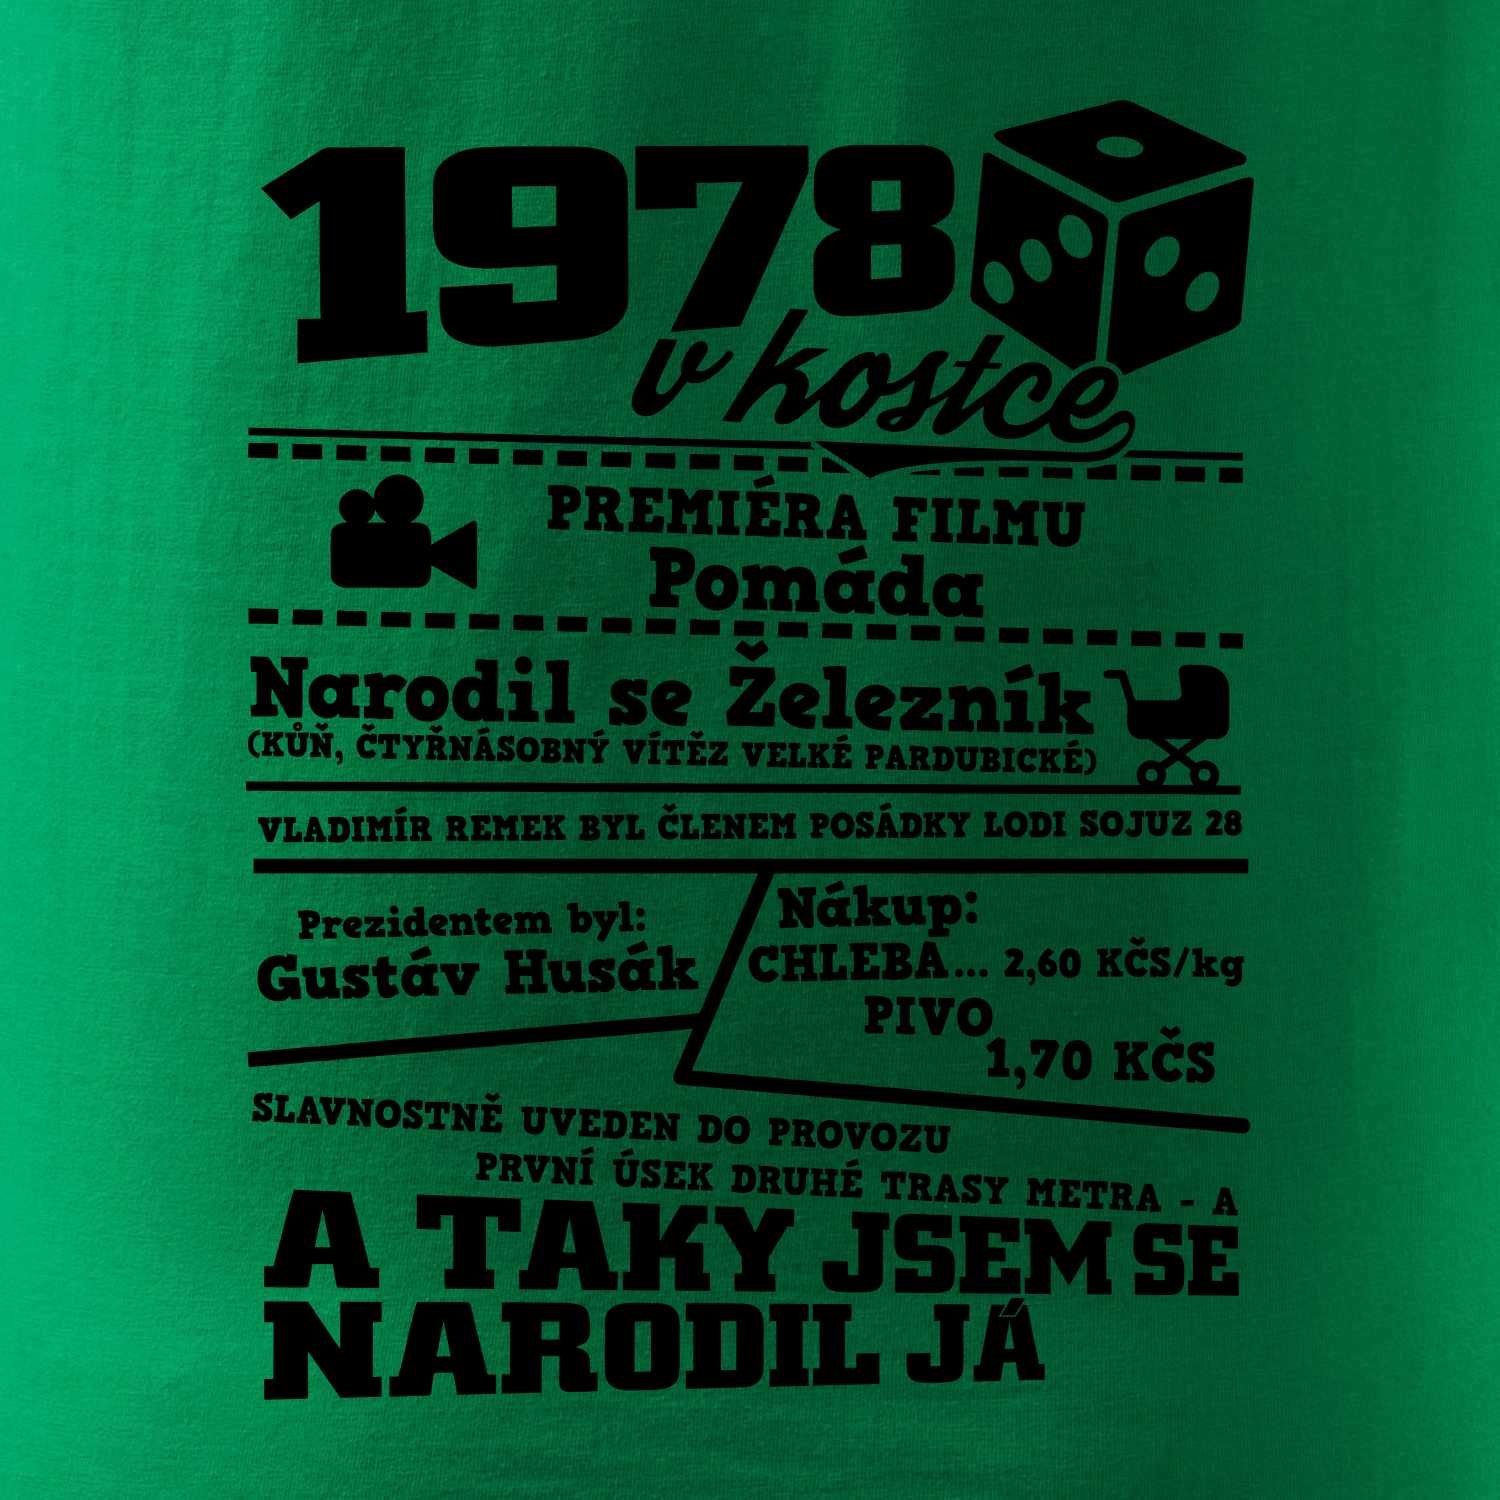 1978
v kostce
PREMIÉRA FILMU
Pomáda
Narodil se Železník
(KŮŇ, ČTYŘNÁSOBNÝ VÍTĚZ VELKÉ PARDUBICKÉ)
VLADIMÍR REMEK BYL ČLENEM POSÁDKY LODI SOJUZ 28
Prezidentem byl:
Gustáv Husák
Nákup:
CHLEBA... 2,60 KČS/kg
PIVO
1,70 KČS
SLAVNOSTNĚ UVEDEN DO PROVOZU
PRVNÍ ÚSEK DRUHÉ TRASY METRA - A
A TAKY JSEM SE
NARODIL JÁ